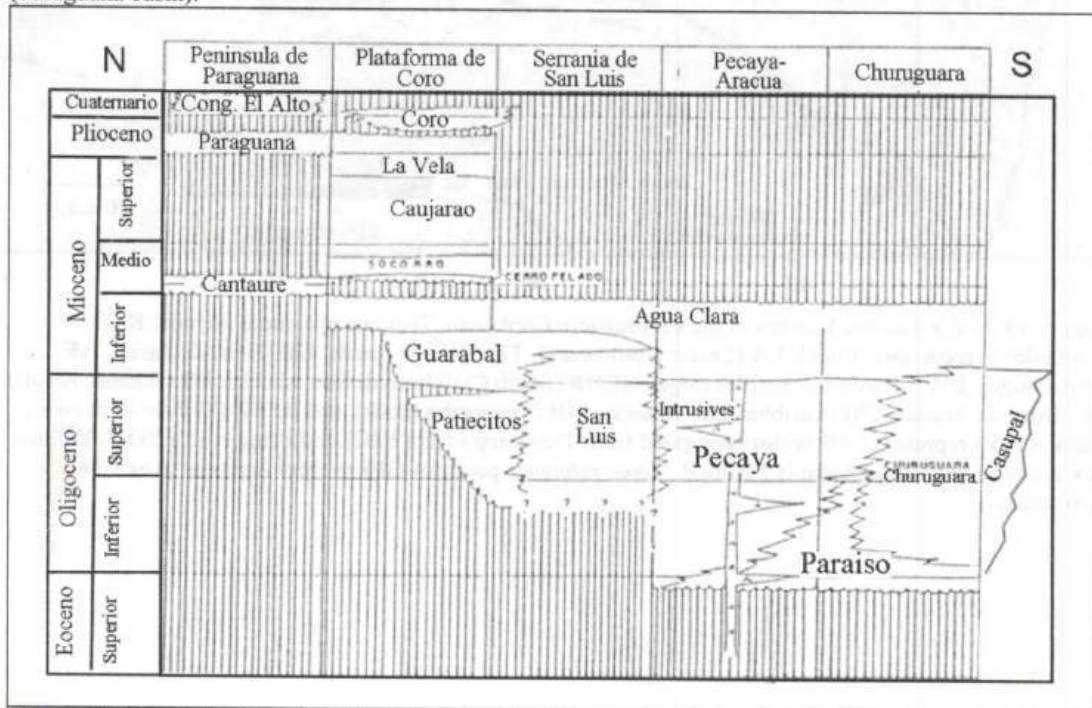 N
Peninsula de
Paraguana
Plataforma de
Coro
Serrania de
San Luis
Pecaya-
Aracua
Churuguara
S
Cuaternario
Cong. El Alto
Coro
Plioceno
Paraguana
Mioceno
Superior
La Vela
Caujarao
Medio
SOCORRO
Cantaure
CERRO PELADO
Inferior
Agua Clara
Guarabal
Oligoceno
Superior
Patiecitos
San
Luis
Intrusives
Pecaya
CHURUGUARA
Churuguara
Casupal
? ? ? ?
?
Inferior
Paraiso
Eoceno
Superior